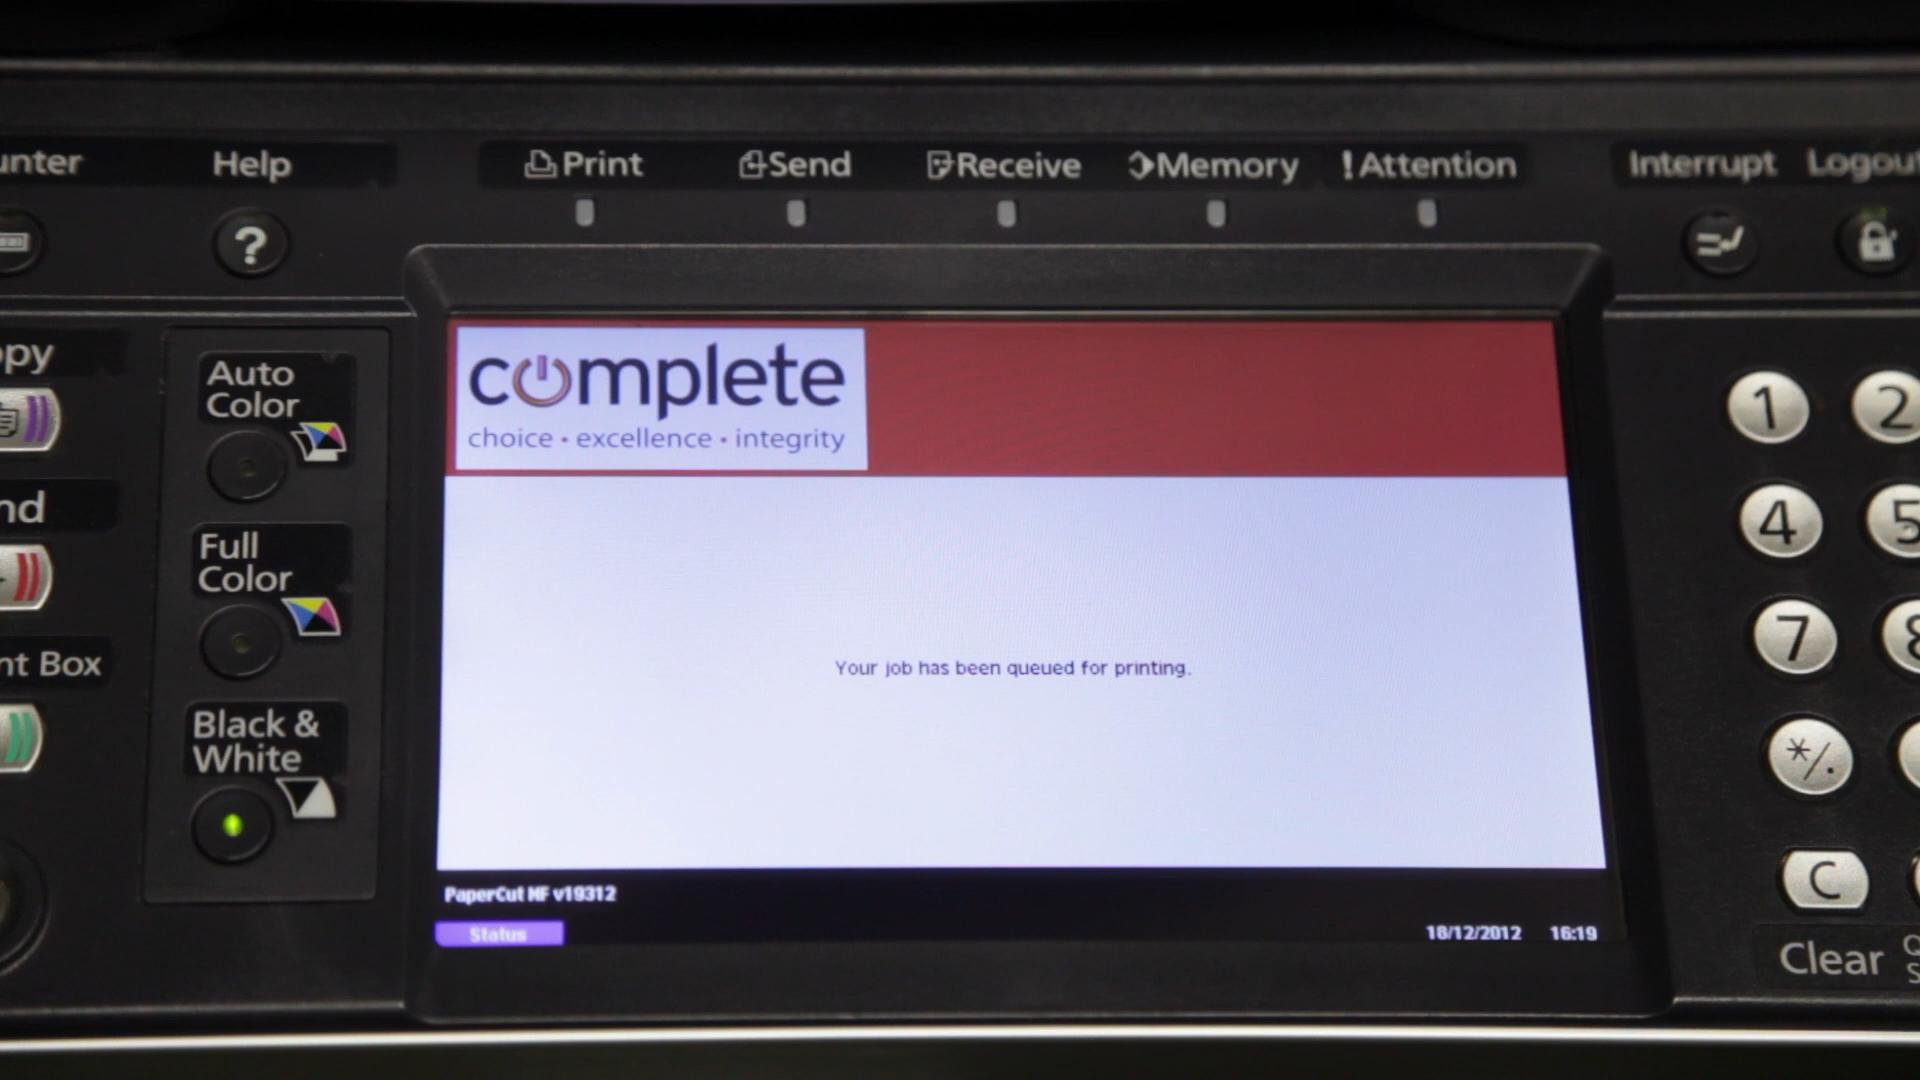 unter
Help
Print
Send
Receive
Memory
!Attention
Interrupt
Logout
?
opy
Auto
Color
nd
Full
Color
nt Box
Black &
White
complete
choice • excellence • integrity
Your job has been queued for printing.
PaperCut MF v19312
Status
18/12/2012 16:19
1 2
4 5
7 8
*/.
C
Clear